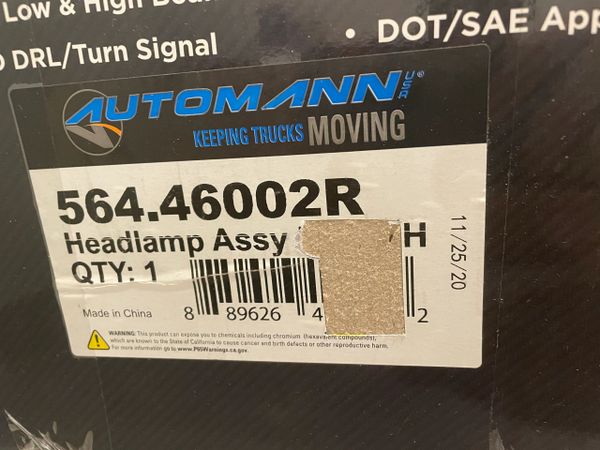 Low & High
DRL/Turn Signal
• DOT/SAE
AUTOMANN USA®
KEEPING TRUCKS MOVING
564.46002R
Headlamp Assy H
QTY: 1
11/25/20
Made in China
8 89626 4 2
WARNING: This product can expose you to chemicals including chromium (hexavalent compounds),
which are known to the State of California to cause cancer and birth defects or other reproductive harm.
For more information go to www.P65Warnings.ca.gov.